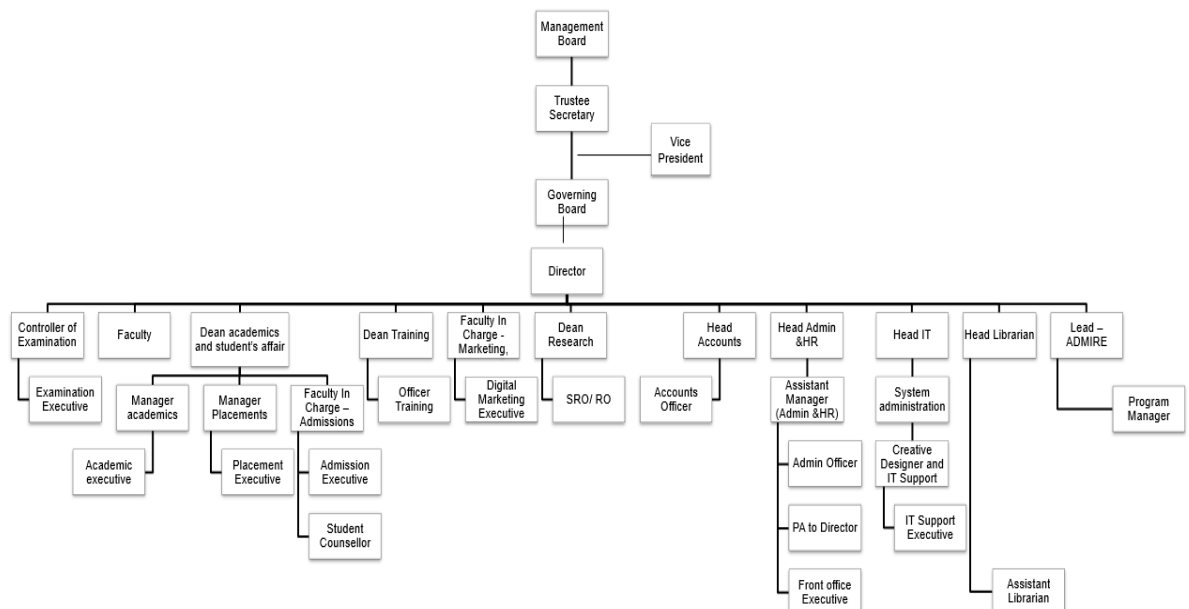 Management
Board
Trustee
Secretary
Vice
President
Governing
Board
Director
Controller of
Examination
Faculty
Dean academics
and student's affair
Dean Training
Faculty In
Charge -
Marketing,
Dean
Research
Head
Accounts
Head Admin
&HR
Head IT
Head Librarian
Lead –
ADMIRE
Examination
Executive
Manager
academics
Manager
Placements
Faculty In
Charge –
Admissions
Officer
Training
Digital
Marketing
Executive
SRO/ RO
Accounts
Officer
Assistant
Manager
(Admin &HR)
System
administration
Program
Manager
Academic
executive
Placement
Executive
Admission
Executive
Admin Officer
Creative
Designer and
IT Support
Student
Counsellor
PA to Director
IT Support
Executive
Front office
Executive
Assistant
Librarian